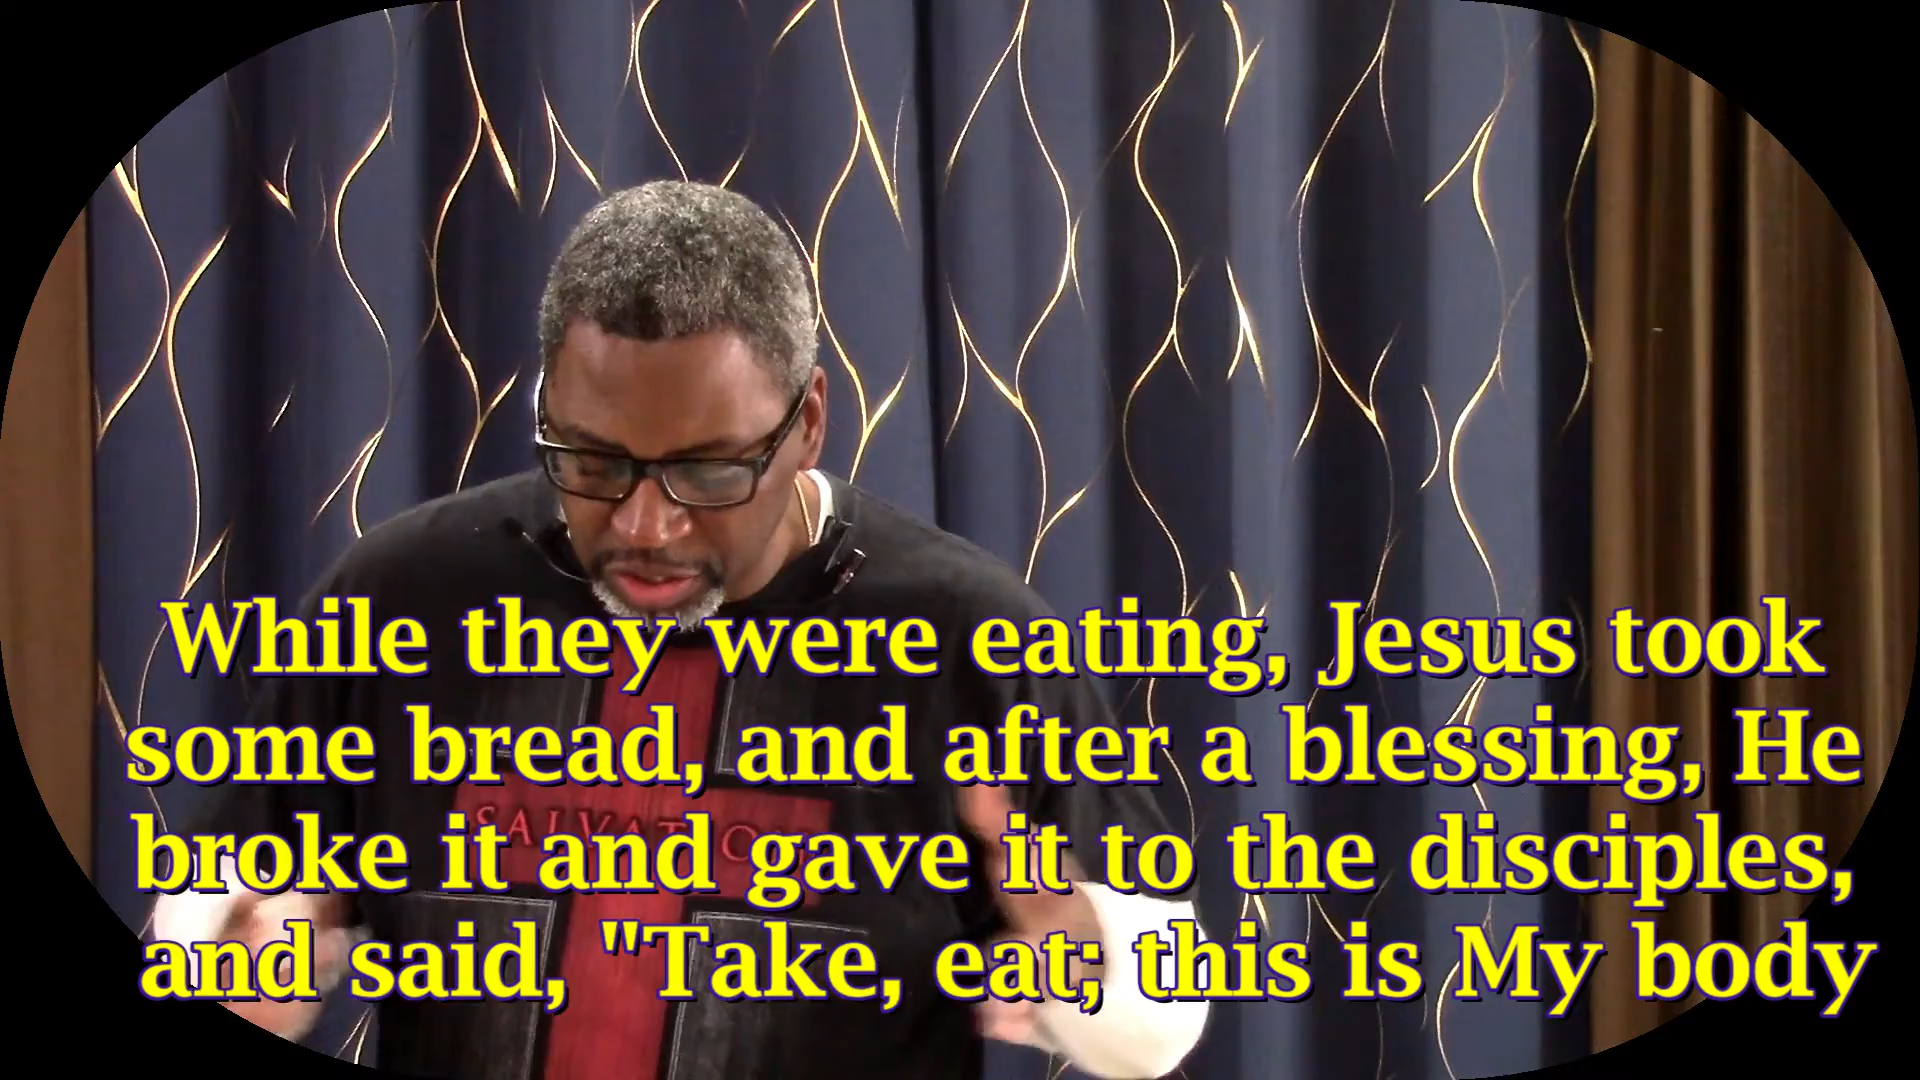 While they were eating, Jesus took
some bread, and after a blessing, He
broke it and gave it to the disciples,
and said, "Take, eat; this is My body
SALVATION